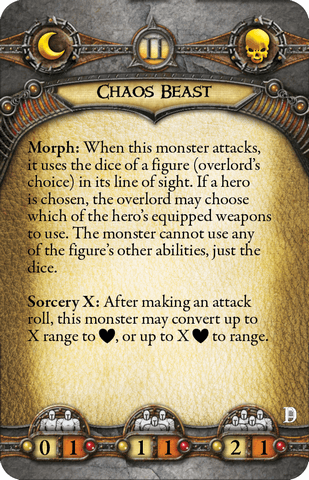 II
CHAOS BEAST
Morph: When this monster attacks,
it uses the dice of a figure (overlord's
choice) in its line of sight. If a hero
is chosen, the overlord may choose
which of the hero's equipped weapons
to use. The monster cannot use any
of the figure's other abilities, just the
dice.
Sorcery X: After making an attack
roll, this monster may convert up to
X range to ♥, or up to X ♥ to range.
0 1 1 1 2 1